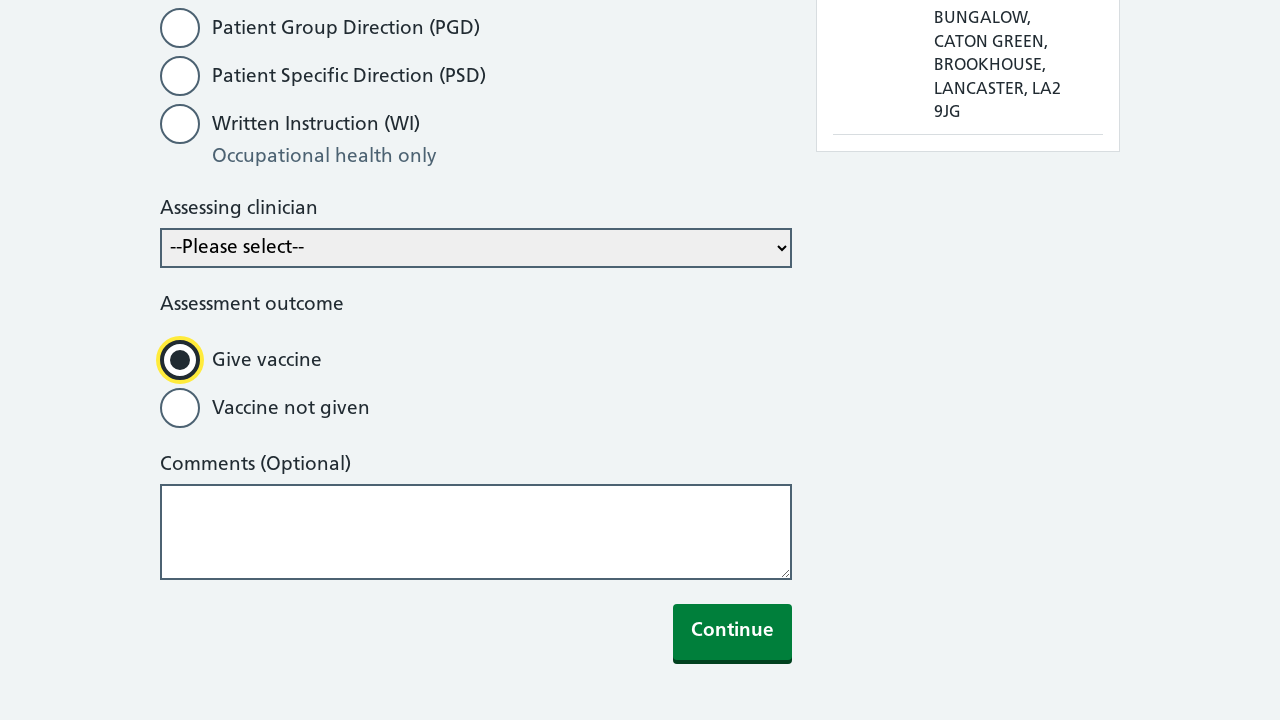 Patient Group Direction (PGD)
Patient Specific Direction (PSD)
Written Instruction (WI)
Occupational health only
Assessing clinician
--Please select--
Assessment outcome
Give vaccine
Vaccine not given
Comments (Optional)
Continue
BUNGALOW,
CATON GREEN,
BROOKHOUSE,
LANCASTER, LA2
9JG